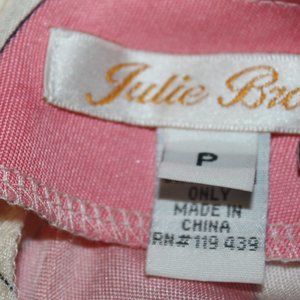 Julie
P
ONLY
MADE IN
CHINA
RN# 119 439